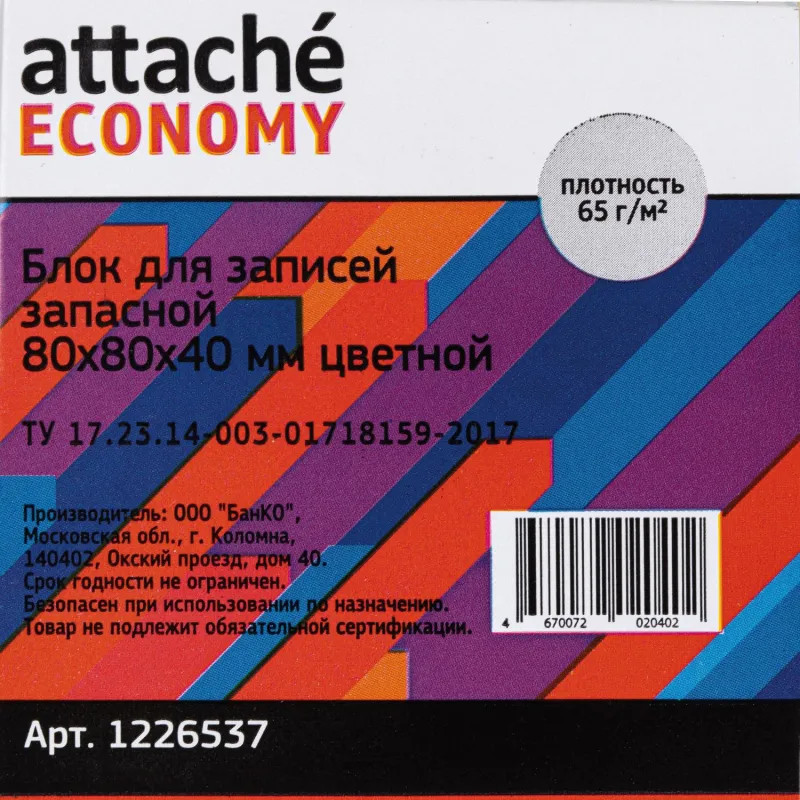 attaché
ECONOMY
плотность
65 г/м²
Блок для записей
запасной
80х80х40 мм цветной
ТУ 17.23.14-003-01718159-2017
Производитель: ООО "БанКО",
Московская обл., г. Коломна,
140402, Окский проезд, дом 40.
Срок годности не ограничен.
Безопасен при использовании по назначению.
Товар не подлежит обязательной сертификации.
4 670072 020402
Арт. 1226537